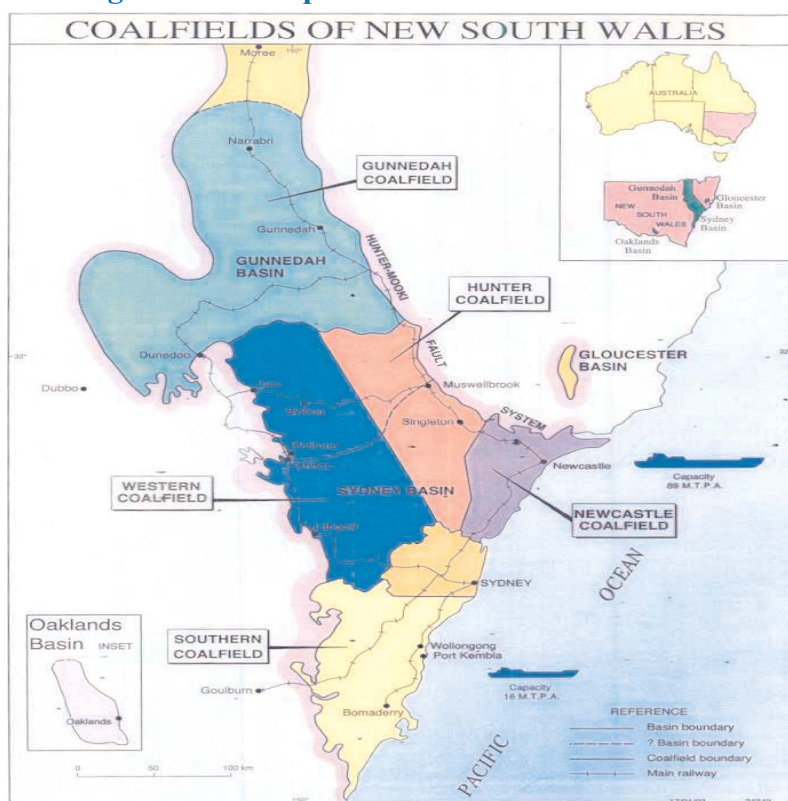 COALFIELDS OF NEW SOUTH WALES
Moree
150°
AUSTRALIA
Narrabri
GUNNEDAH
COALFIELD
Gunnedah
Basin
Gloucester
Basin
NEW
SOUTH
WALES
Sydney
Basin
Oaklands
Basin
Gunnedah
GUNNEDAH
BASIN
HUNTER-MOOKI
HUNTER
COALFIELD
FAULT
32°
Dunedoo
GLOUCESTER
BASIN
Dubbo
Muswellbrook
Singleton
SYSTEM
Newcastle
Capacity
89 M.T.P.A.
WESTERN
COALFIELD
SYDNEY BASIN
NEWCASTLE
COALFIELD
SYDNEY
OCEAN
Oaklands
Basin INSET
SOUTHERN
COALFIELD
Wollongong
Port Kembla
Goulburn
Capacity
16 M.T.P.A.
Oaklands
Bomaderry
REFERENCE
Basin boundary
? Basin boundary
Coalfield boundary
Main railway
0 50 100 km
PACIFIC
150°